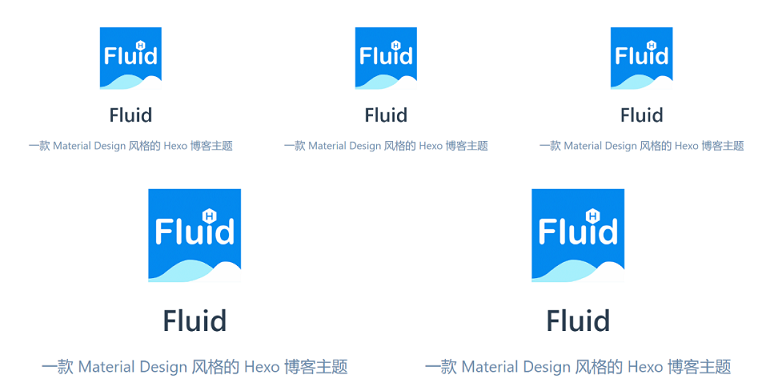 Fluid Fluid Fluid
Fluid Fluid Fluid
一款 Material Design 风格的 Hexo 博客主题 一款 Material Design 风格的 Hexo 博客主题 一款 Material Design 风格的 Hexo 博客主题
Fluid Fluid
Fluid Fluid
一款 Material Design 风格的 Hexo 博客主题 一款 Material Design 风格的 Hexo 博客主题